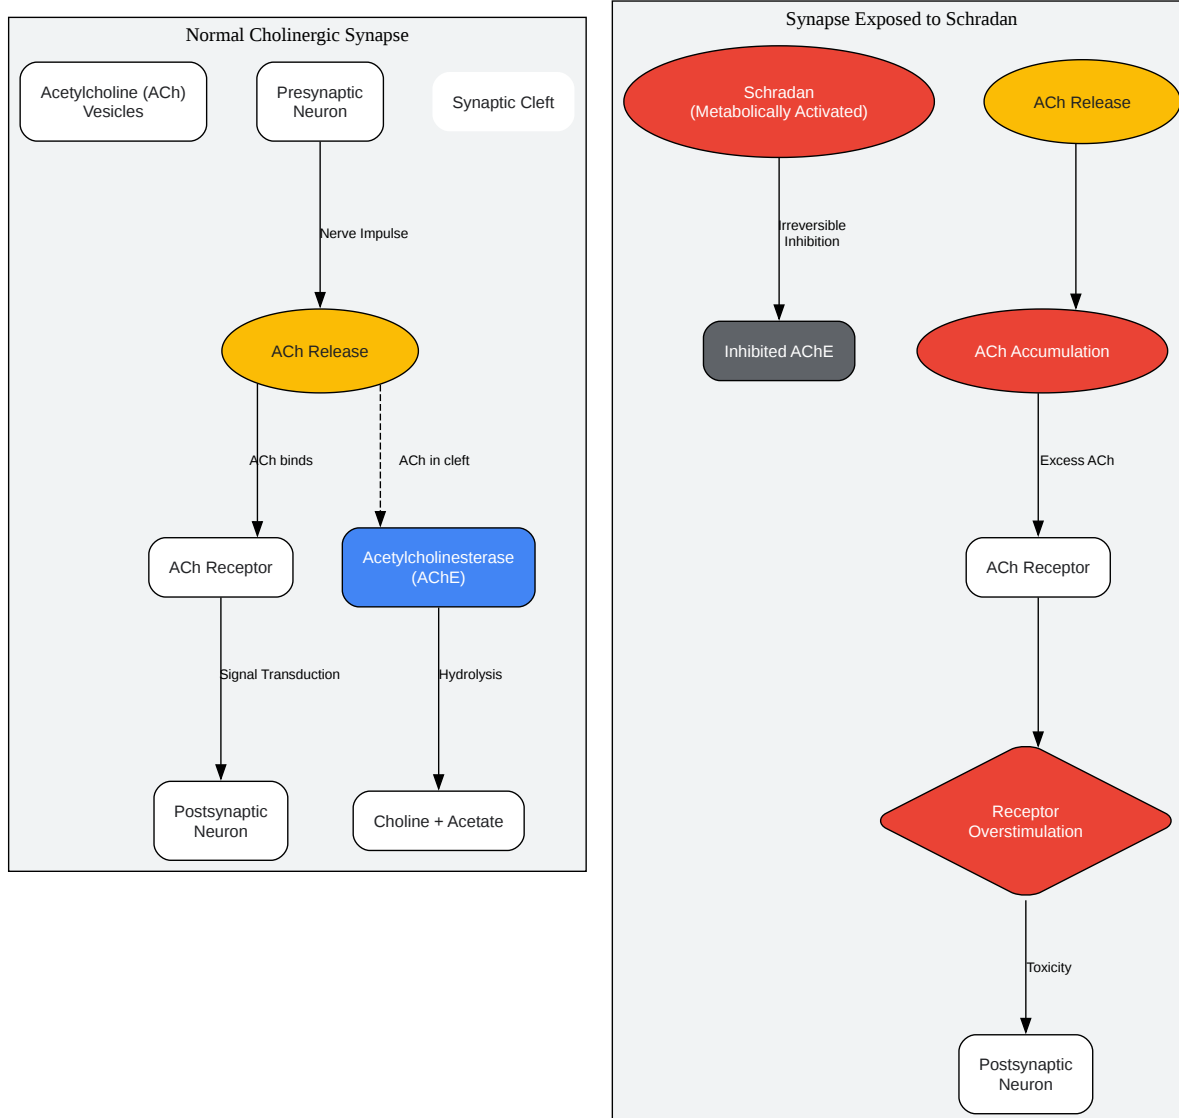 Normal Cholinergic Synapse
Acetylcholine (ACh)
Vesicles
Presynaptic
Neuron
Synaptic Cleft
Nerve Impulse
ACh Release
ACh binds
ACh in cleft
ACh Receptor
Acetylcholinesterase
(AChE)
Signal Transduction
Hydrolysis
Postsynaptic
Neuron
Choline + Acetate
Synapse Exposed to Schradan
Schradan
(Metabolically Activated)
ACh Release
Irreversible
Inhibition
Inhibited AChE
ACh Accumulation
Excess ACh
ACh Receptor
Receptor
Overstimulation
Toxicity
Postsynaptic
Neuron